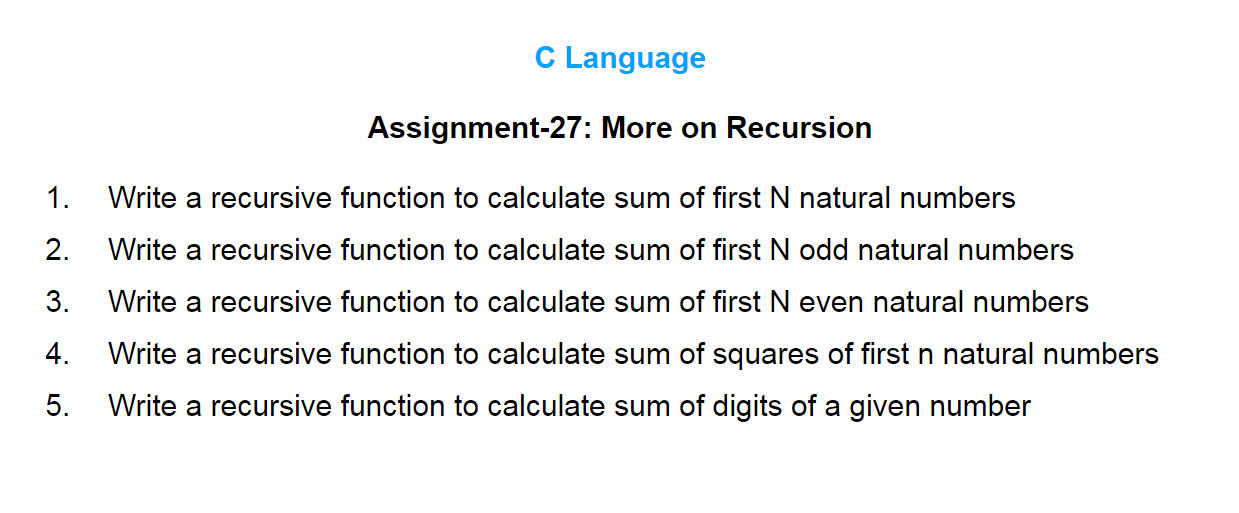 C Language
Assignment-27: More on Recursion
1. Write a recursive function to calculate sum of first N natural numbers
2. Write a recursive function to calculate sum of first N odd natural numbers
3. Write a recursive function to calculate sum of first N even natural numbers
4. Write a recursive function to calculate sum of squares of first n natural numbers
5. Write a recursive function to calculate sum of digits of a given number